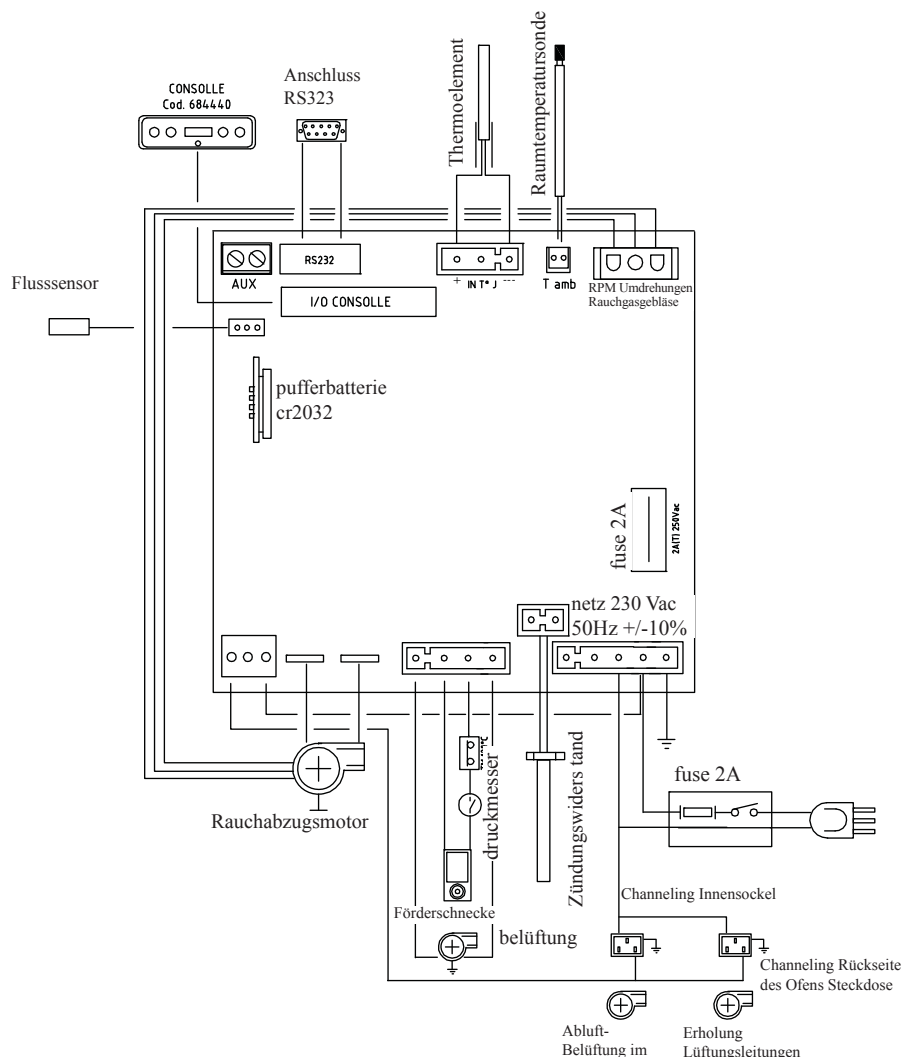 Anschluss
RS323
CONSOLLE
Cod. 684440
Thermoelement
Raumtemperatursonde
RS232
AUX
+ IN T° J ---
T amb
RPM Umdrehungen
Rauchgasgebläse
I/O CONSOLLE
Flusssensor
pufferbatterie
cr2032
fuse 2A
2A(T) 250Vac
netz 230 Vac
50Hz +/-10%
druckmesser
Zündungswiders tand
fuse 2A
Rauchabzugsmotor
Förderschnecke
belüftung
Channeling Innensockel
Channeling Rückseite
des Ofens Steckdose
Abluft-
Belüftung im
Erholung
Lüftungsleitungen